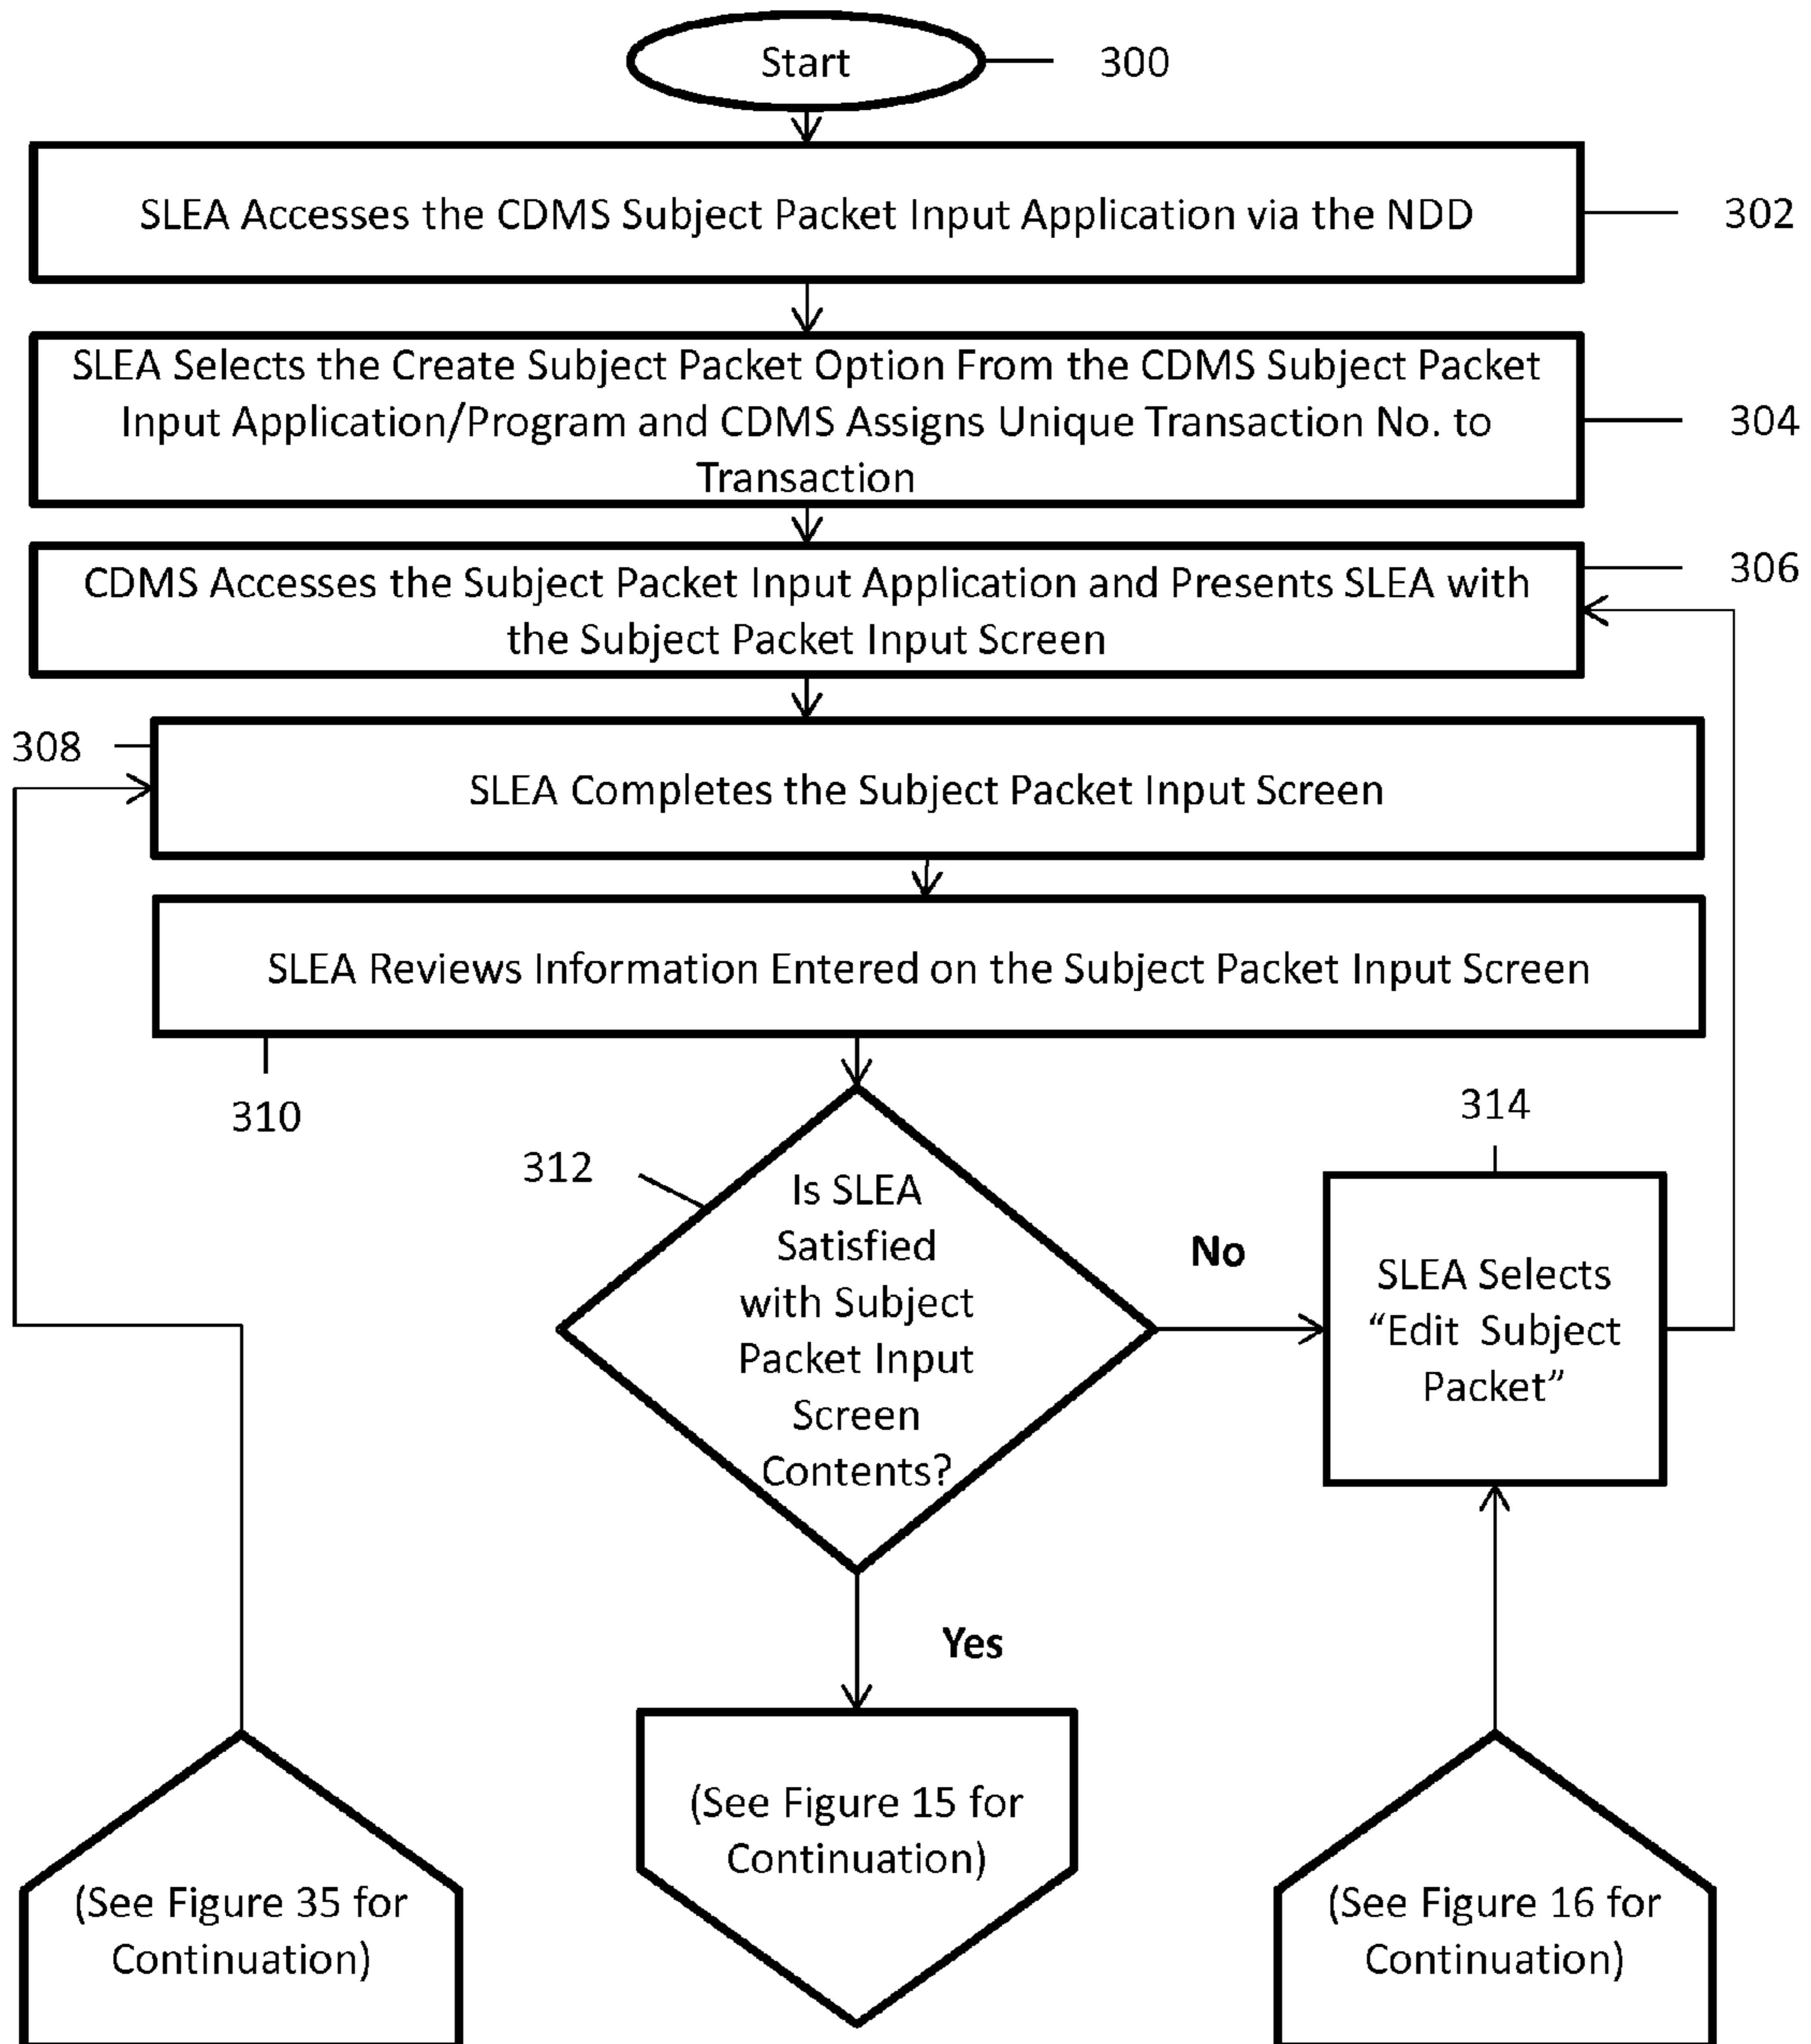 Start
300
SLEA Accesses the CDMS Subject Packet Input Application via the NDD
302
SLEA Selects the Create Subject Packet Option From the CDMS Subject Packet
Input Application/Program and CDMS Assigns Unique Transaction No. to
Transaction
304
CDMS Accesses the Subject Packet Input Application and Presents SLEA with
the Subject Packet Input Screen
306
308
SLEA Completes the Subject Packet Input Screen
SLEA Reviews Information Entered on the Subject Packet Input Screen
310
312
Is SLEA
Satisfied
with Subject
Packet Input
Screen
Contents?
No
314
SLEA Selects
“Edit Subject
Packet”
Yes
(See Figure 35 for
Continuation)
(See Figure 15 for
Continuation)
(See Figure 16 for
Continuation)